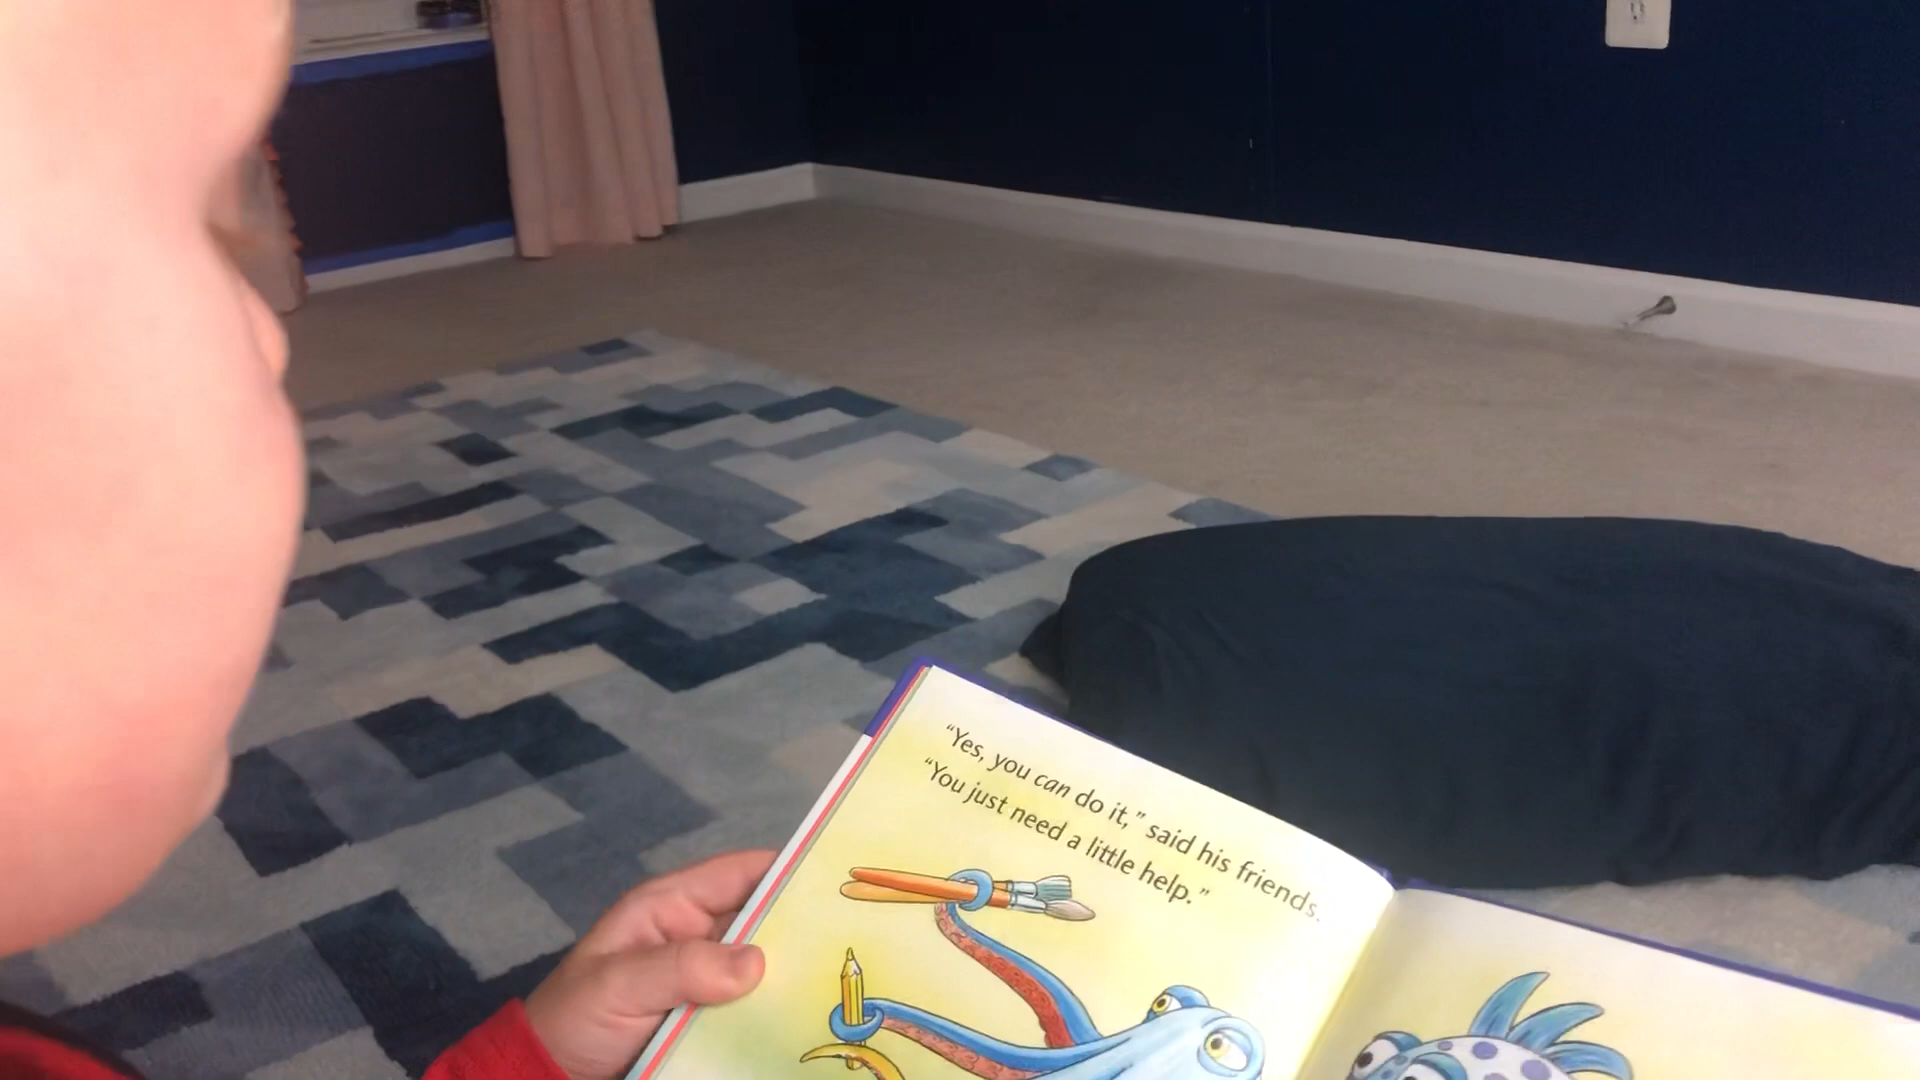 “Yes, you can do it,” said his friends.
“You just need a little help.”